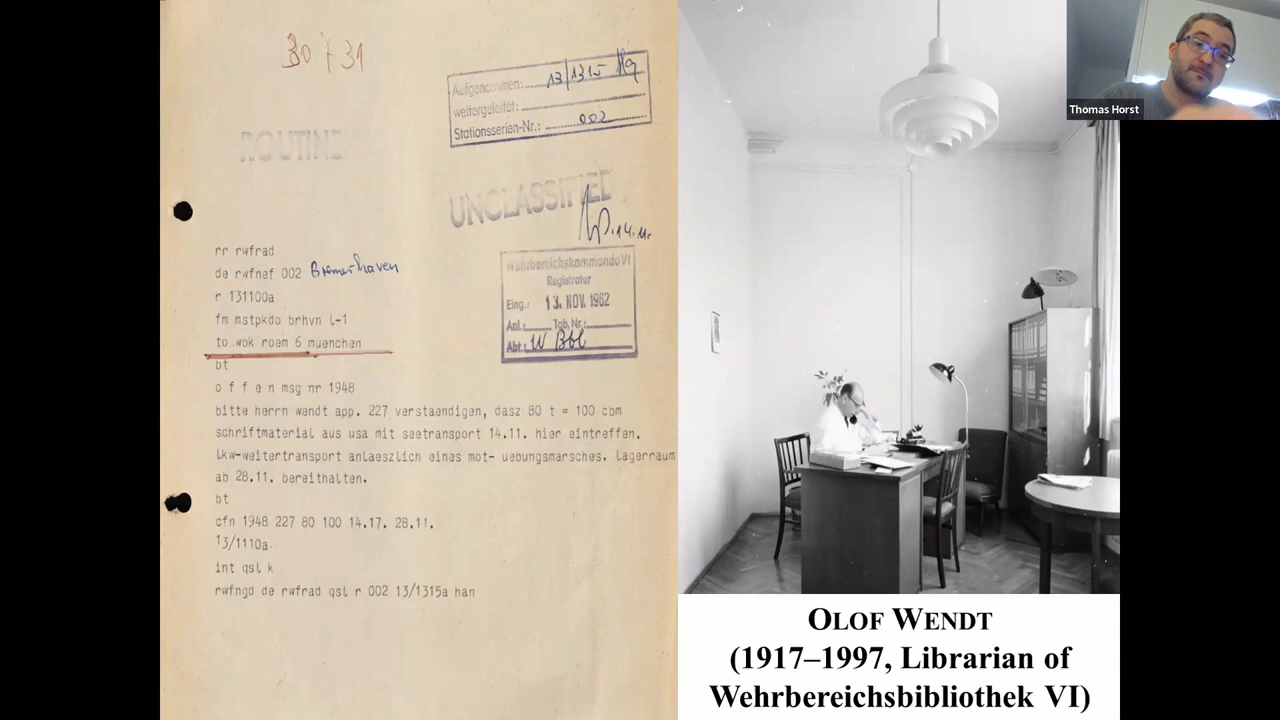 80 + 31
ROUTINE
Aufgenommen: 13/1315
weitergeleitet:
Stationsserien-Nr.: 002
UNCLASSIFIED
14.11.
Wehrbereichskommando VI
Registratur
Eing.: 13. NOV. 1962
Anl.: Tgb. Nr.:
Abt.: W Bbl
rr rwfrad
de rwfnef 002 Bremerhaven
r 131100a
fm mstpkdo brhvn l-1
to wbk roem 6 muenchen
bt
o f f e n msg nr 1948
bitte herrn wendt app. 227 verstaendigen, dasz 80 t = 100 cbm
schriftmaterial aus usa mit seetransport 14.11. hier eintreffen.
lkw-weitertransport anlaeszlich eines mot- uebungsmarsches. lagerraum
ab 28.11. bereithalten.
bt
cfn 1948 227 80 100 14.17. 28.11.
13/1110a
int qsl k
rwfngd de rwfrad qsl r 002 13/1315a han
Thomas Horst
OLOF WENDT
(1917–1997, Librarian of
Wehrbereichsbibliothek VI)